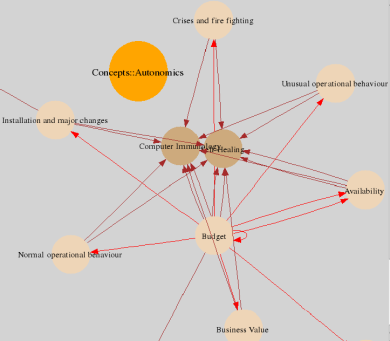 Crises and fire fighting
Concepts::Autonomics
Unusual operational behaviour
Installation and major changes
Computer Immunology
Self-Healing
Availability
Budget
Normal operational behaviour
Business Value